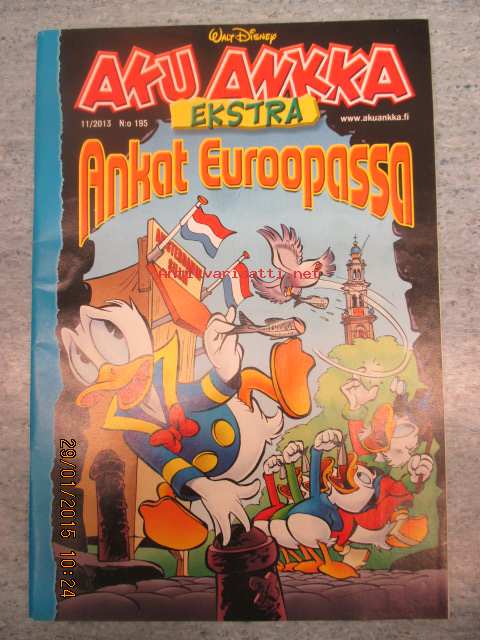 WALT DISNEY
AKU ANKKA
EKSTRA
11/2013 N:o 195
www.akuankka.fi
Ankat Euroopassa
Antikvariaatti.net
29/01/2015 10:24